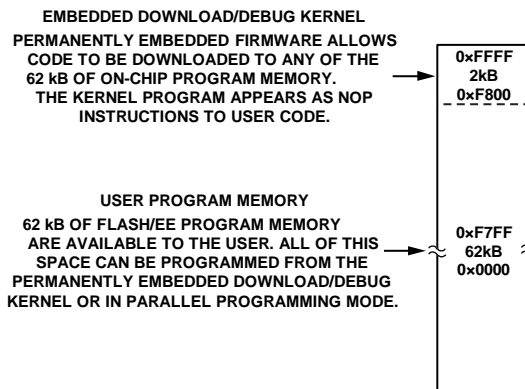 EMBEDDED DOWNLOAD/DEBUG KERNEL
PERMANENTLY EMBEDDED FIRMWARE ALLOWS
CODE TO BE DOWNLOADED TO ANY OF THE
62 kB OF ON-CHIP PROGRAM MEMORY.
THE KERNEL PROGRAM APPEARS AS NOP
INSTRUCTIONS TO USER CODE.
0×FFFF
2kB
0×F800
USER PROGRAM MEMORY
62 kB OF FLASH/EE PROGRAM MEMORY
ARE AVAILABLE TO THE USER. ALL OF THIS
SPACE CAN BE PROGRAMMED FROM THE
PERMANENTLY EMBEDDED DOWNLOAD/DEBUG
KERNEL OR IN PARALLEL PROGRAMMING MODE.
0×F7FF
62kB
0×0000